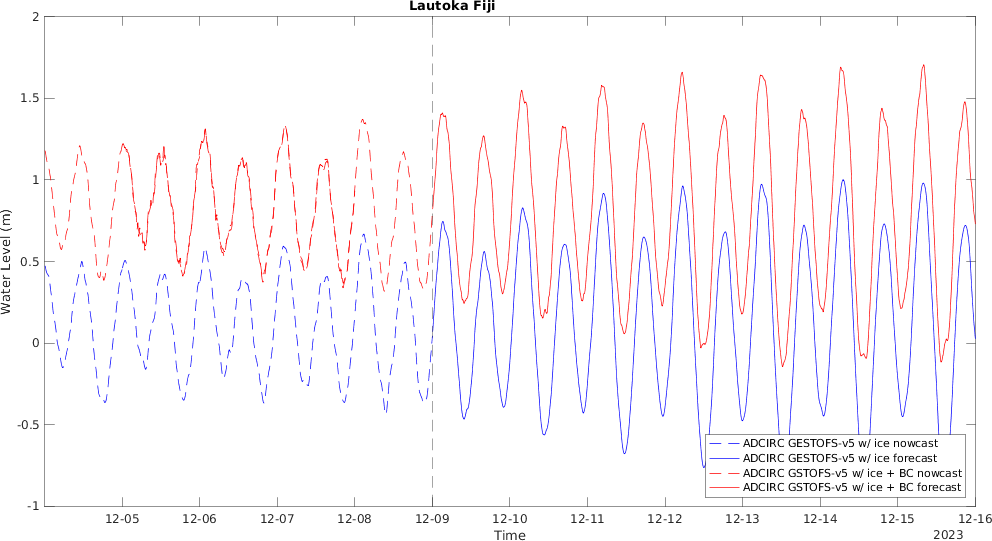 Lautoka Fiji
2
1.5
1
0.5
0
-0.5
-1
Water Level (m)
12-05 12-06 12-07 12-08 12-09 12-10 12-11 12-12 12-13 12-14 12-15 12-16
Time
2023
ADCIRC GESTOFS-v5 w/ ice nowcast
ADCIRC GESTOFS-v5 w/ ice forecast
ADCIRC GSTOFS-v5 w/ ice + BC nowcast
ADCIRC GSTOFS-v5 w/ ice + BC forecast